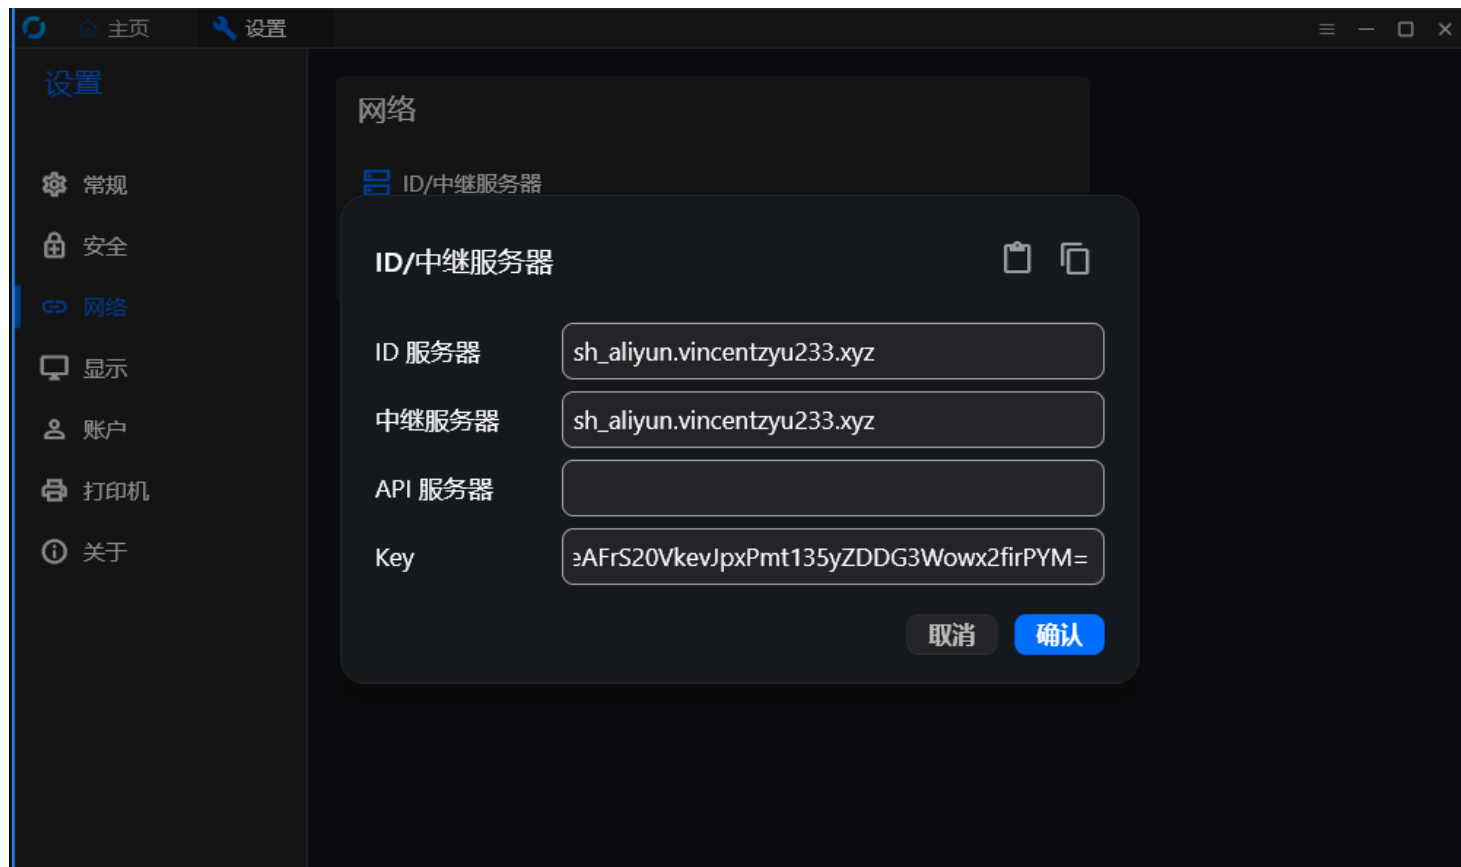 主页 设置
设置
常规
安全
网络
显示
账户
打印机
关于
网络
ID/中继服务器
ID/中继服务器
ID 服务器 sh_aliyun.vincentzyu233.xyz
中继服务器 sh_aliyun.vincentzyu233.xyz
API 服务器
Key eAFrS20VkevJpxPmt135yZDDG3Wowx2firPYM=
取消 确认